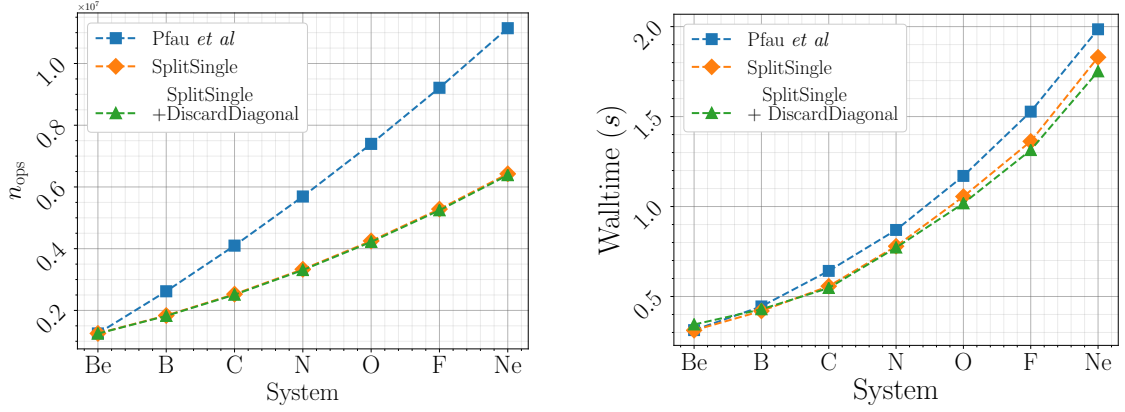 ×10⁷
Pfau et al
SplitSingle
SplitSingle
+DiscardDiagonal
1.0
0.8
0.6
0.4
0.2
n_ops
Be B C N O F Ne
System
Pfau et al
SplitSingle
SplitSingle
+ DiscardDiagonal
2.0
1.5
1.0
0.5
Walltime (s)
Be B C N O F Ne
System